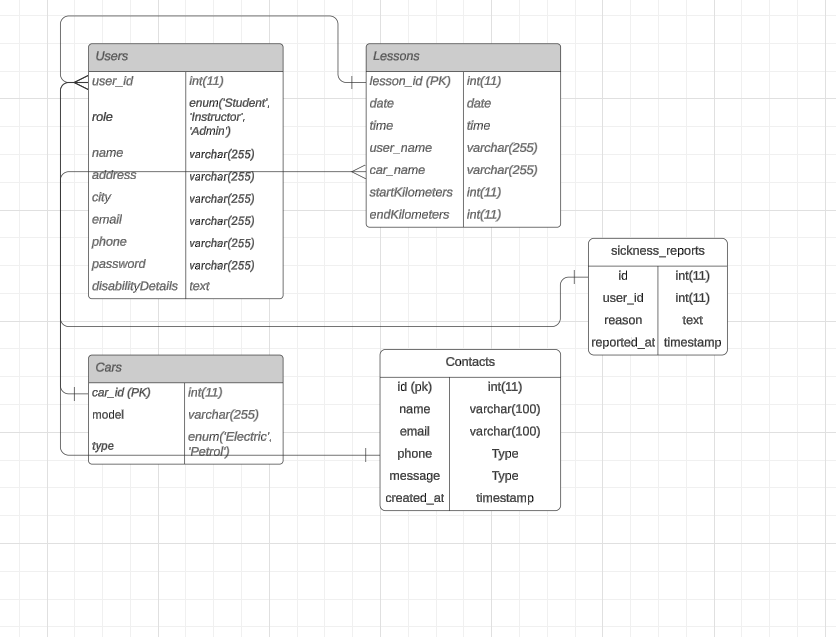 Users
user_id int(11)
role enum('Student', 'Instructor', 'Admin')
name varchar(255)
address varchar(255)
city varchar(255)
email varchar(255)
phone varchar(255)
password varchar(255)
disabilityDetails text
Lessons
lesson_id (PK) int(11)
date date
time time
user_name varchar(255)
car_name varchar(255)
startKilometers int(11)
endKilometers int(11)
sickness_reports
id int(11)
user_id int(11)
reason text
reported_at timestamp
Cars
car_id (PK) int(11)
model varchar(255)
type enum('Electric', 'Petrol')
Contacts
id (pk) int(11)
name varchar(100)
email varchar(100)
phone Type
message Type
created_at timestamp